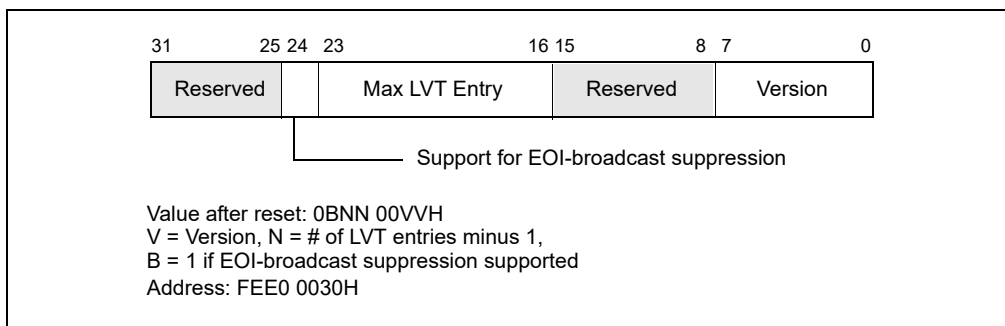 31 25 24 23 16 15 8 7 0
Reserved Max LVT Entry Reserved Version
Support for EOI-broadcast suppression
Value after reset: 0BNN 00VVH
V = Version, N = # of LVT entries minus 1,
B = 1 if EOI-broadcast suppression supported
Address: FEE0 0030H